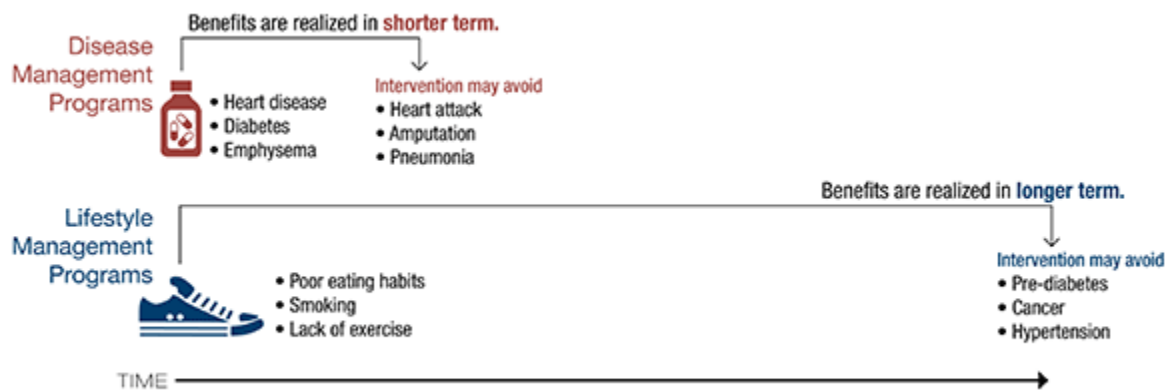 Benefits are realized in shorter term.
Disease
Management
Programs
• Heart disease
• Diabetes
• Emphysema
Intervention may avoid
• Heart attack
• Amputation
• Pneumonia
Benefits are realized in longer term.
Lifestyle
Management
Programs
• Poor eating habits
• Smoking
• Lack of exercise
Intervention may avoid
• Pre-diabetes
• Cancer
• Hypertension
TIME